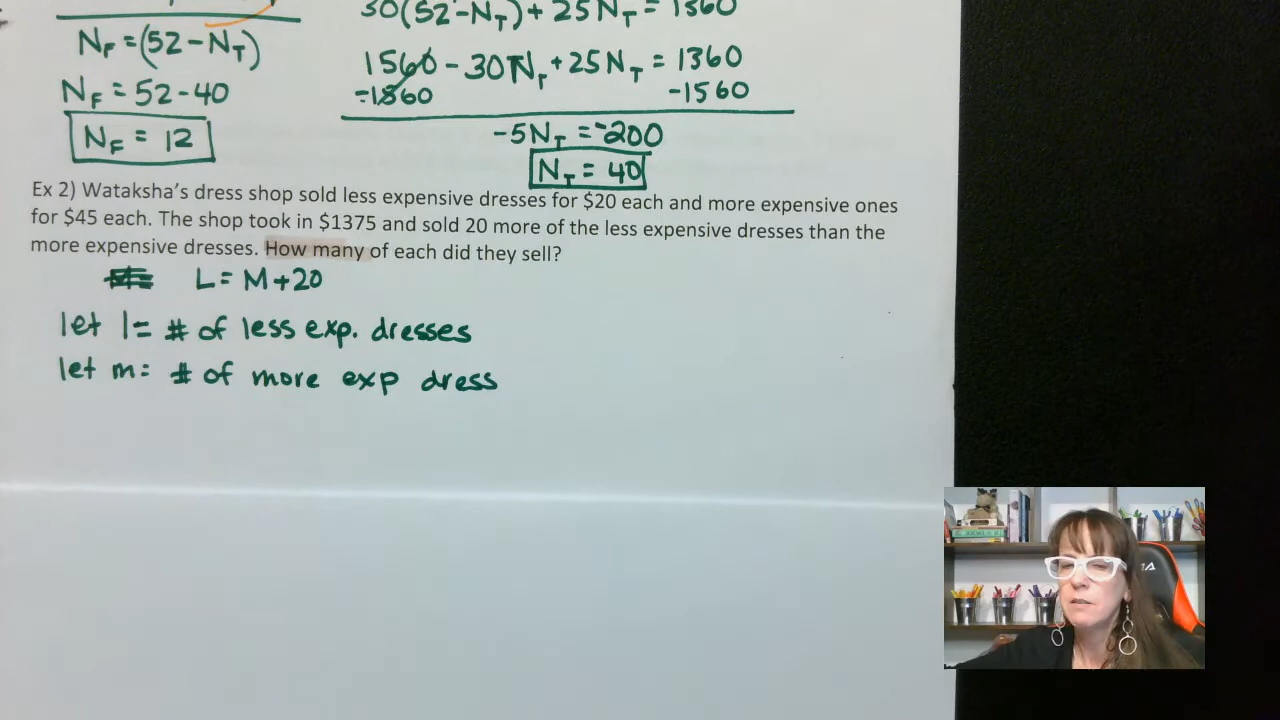 30(52-N_T)+25N_T=1360
N_F=(52-N_T)
1560-30N_T+25N_T=1360
N_F=52-40
-1560 -1560
N_F=12
-5N_T=-200
N_T=40
Ex 2) Wataksha's dress shop sold less expensive dresses for $20 each and more expensive ones
for $45 each. The shop took in $1375 and sold 20 more of the less expensive dresses than the
more expensive dresses. How many of each did they sell?
L=M+20
let l=# of less exp. dresses
let m=# of more exp dress